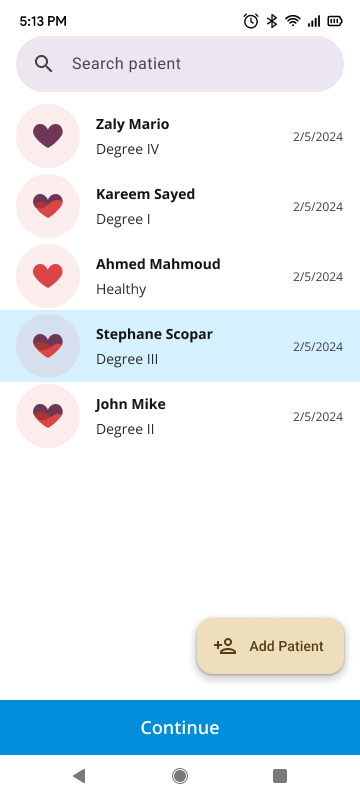 5:13 PM
Search patient
Zaly Mario
Degree IV
2/5/2024
Kareem Sayed
Degree I
2/5/2024
Ahmed Mahmoud
Healthy
2/5/2024
Stephane Scopar
Degree III
2/5/2024
John Mike
Degree II
2/5/2024
Add Patient
Continue